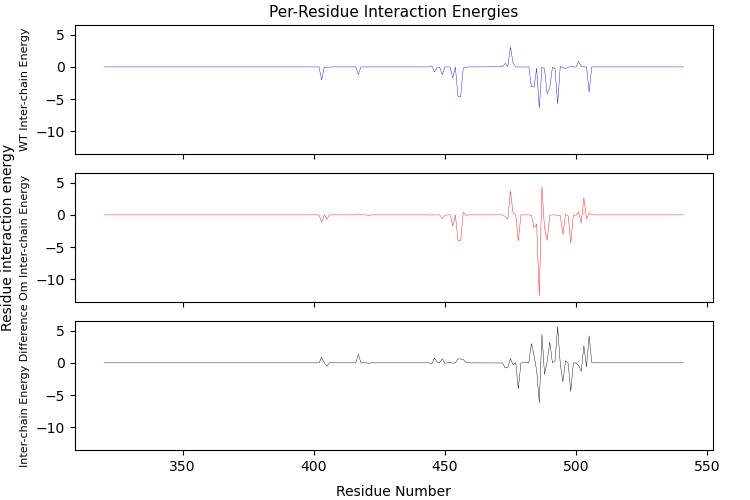 Per-Residue Interaction Energies
Residue interaction energy
WT Inter-chain Energy
5
0
−5
−10
Om Inter-chain Energy
5
0
−5
−10
Inter-chain Energy Difference
5
0
−5
−10
350
400
450
500
550
Residue Number